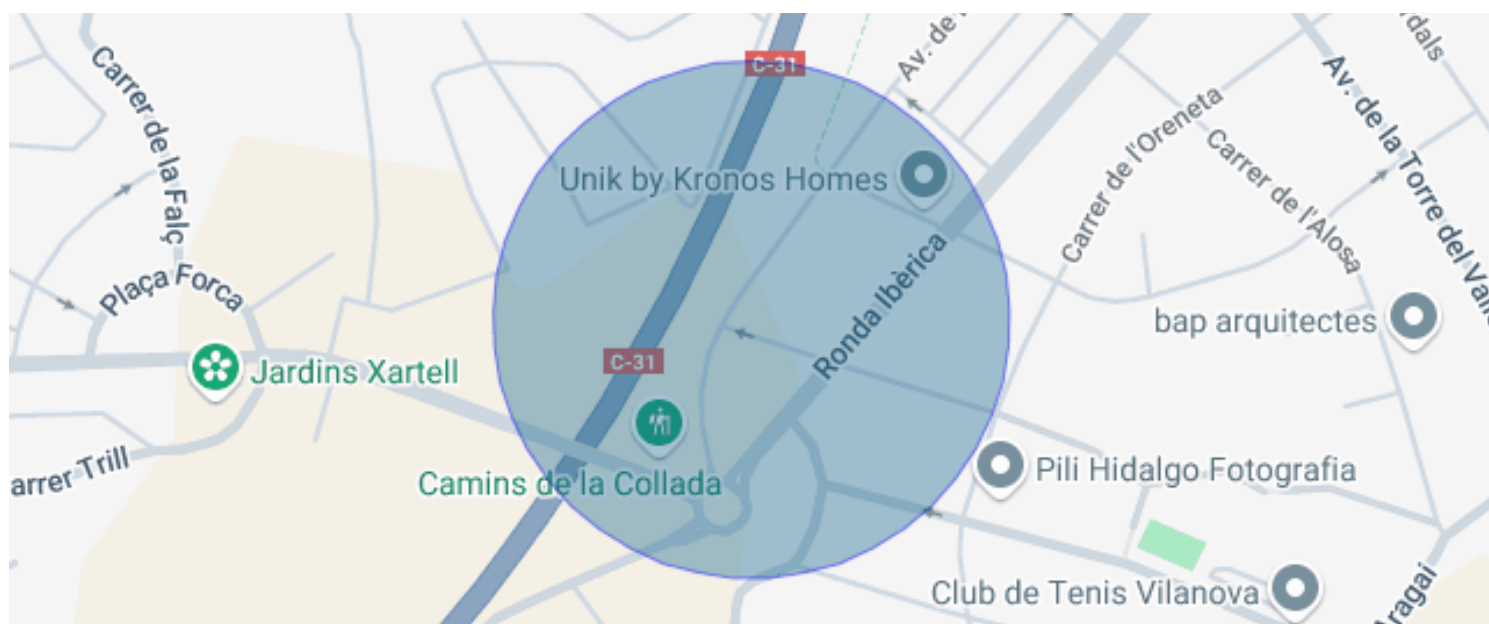 C-31
Av. de
dals
Carrer de la Falç
Av. de la Torre del Vall
Unik by Kronos Homes
Carrer de l'Oreneta
Carrer de l'Alosa
Plaça Forca
Ronda Ibèrica
bap arquitectes
Jardins Xartell
C-31
arrer Trill
Camins de la Collada
Pili Hidalgo Fotografia
Club de Tenis Vilanova
Aragai